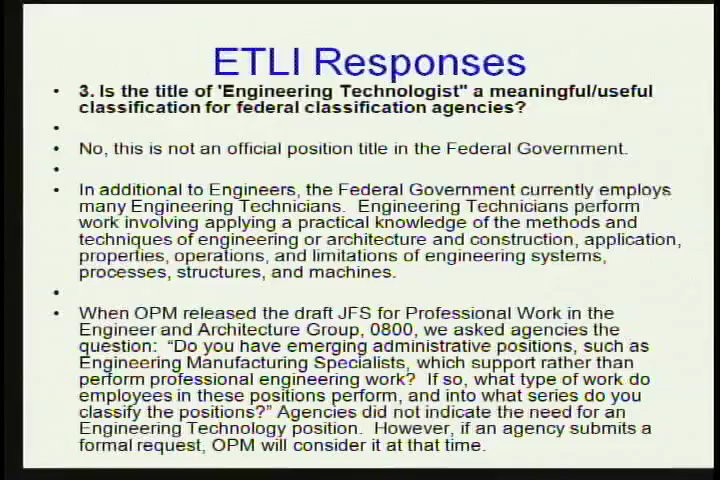 ETLI Responses
• 3. Is the title of 'Engineering Technologist" a meaningful/useful
classification for federal classification agencies?
•
• No, this is not an official position title in the Federal Government.
•
• In additional to Engineers, the Federal Government currently employs
many Engineering Technicians.  Engineering Technicians perform
work involving applying a practical knowledge of the methods and
techniques of engineering or architecture and construction, application,
properties, operations, and limitations of engineering systems,
processes, structures, and machines.
•
• When OPM released the draft JFS for Professional Work in the
Engineer and Architecture Group, 0800, we asked agencies the
question:  “Do you have emerging administrative positions, such as
Engineering Manufacturing Specialists, which support rather than
perform professional engineering work?  If so, what type of work do
employees in these positions perform, and into what series do you
classify the positions?” Agencies did not indicate the need for an
Engineering Technology position.  However, if an agency submits a
formal request, OPM will consider it at that time.